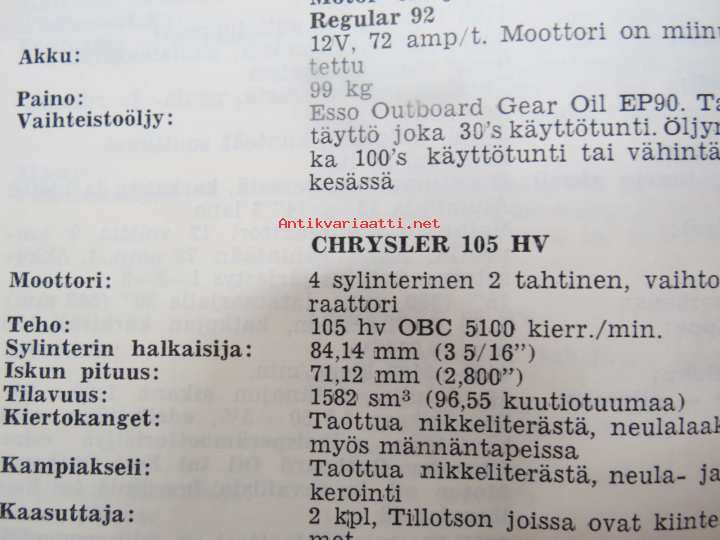 Regular 92
Akku: 12V, 72 amp/t. Moottori on miinu
tettu
Paino: 99 kg
Vaihteistoöljy: Esso Outboard Gear Oil EP90. Ta
täyttö joka 30's käyttötunti. Öljyn
ka 100's käyttötunti tai vähintä
kesässä
Antikvariaatti.net
CHRYSLER 105 HV
Moottori: 4 sylinterinen 2 tahtinen, vaihto
raattori
Teho: 105 hv OBC 5100 kierr./min.
Sylinterin halkaisija: 84,14 mm (3 5/16”)
Iskun pituus: 71,12 mm (2,800”)
Tilavuus: 1582 sm³ (96,55 kuutiotuumaa)
Kiertokanget: Taottua nikkeliterästä, neulalaak
myös männäntapeissa
Kampiakseli: Taottua nikkeliterästä, neula- ja
kerointi
Kaasuttaja: 2 kpl, Tillotson joissa ovat kiinte